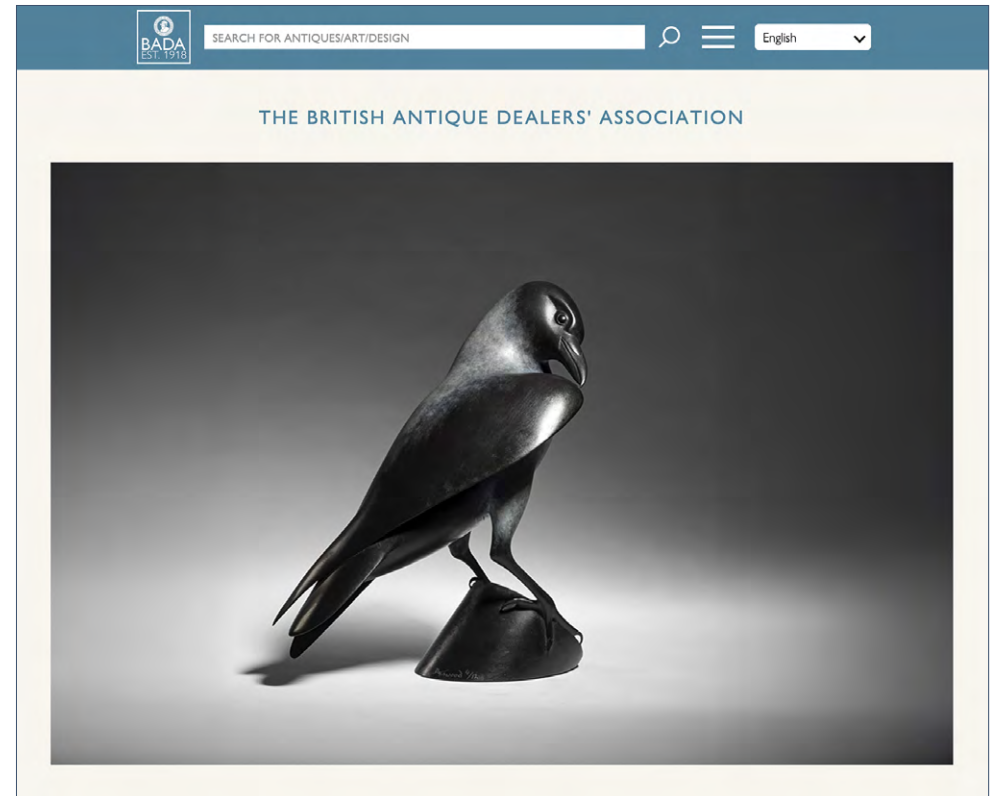 BADA
EST. 1918
SEARCH FOR ANTIQUES/ART/DESIGN
English
THE BRITISH ANTIQUE DEALERS' ASSOCIATION